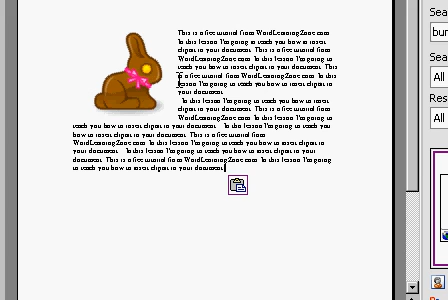 This is a free tutorial from WordLearningZone.com.
In this lesson I'm going to teach you how to insert
clipart in your document. This is a free tutorial from
WordLearningZone.com In this lesson I'm going to
teach you how to insert clipart in your document. This
is a free tutorial from WordLearningZone.com In this
lesson I'm going to teach you how to insert clipart in
your document.
In this lesson I'm going to teach you how to insert
clipart in your document. This is a free tutorial from
WordLearningZone.com In this lesson I'm going to
teach you how to insert clipart in your document. In this lesson I'm going to teach you
how to insert clipart in your document. This is a free tutorial from
WordLearningZone.com In this lesson I'm going to teach you how to insert clipart in
your document. In this lesson I'm going to teach you how to insert clipart in your
document. This is a free tutorial from WordLearningZone.com In this lesson I'm going
to teach you how to insert clipart in your document.
Sea
bun
Sea
All
Res
All